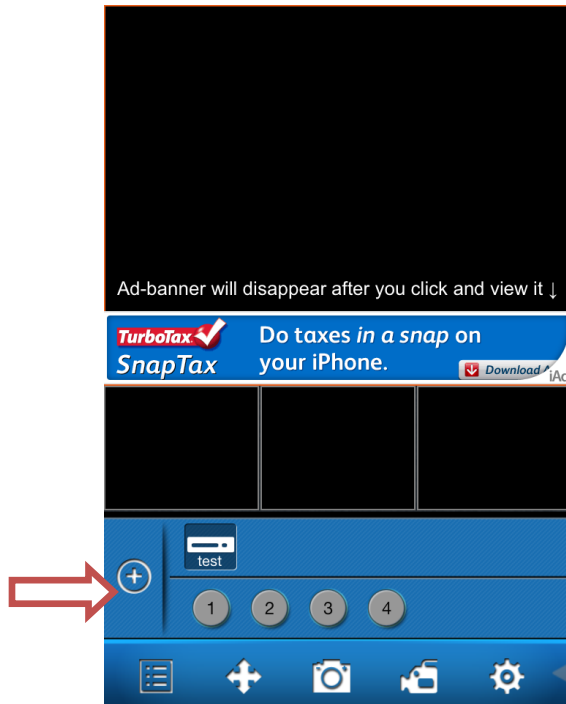 Ad-banner will disappear after you click and view it ↓
TurboTax Do taxes in a snap on
SnapTax your iPhone.
Download
iAd
test
1 2 3 4